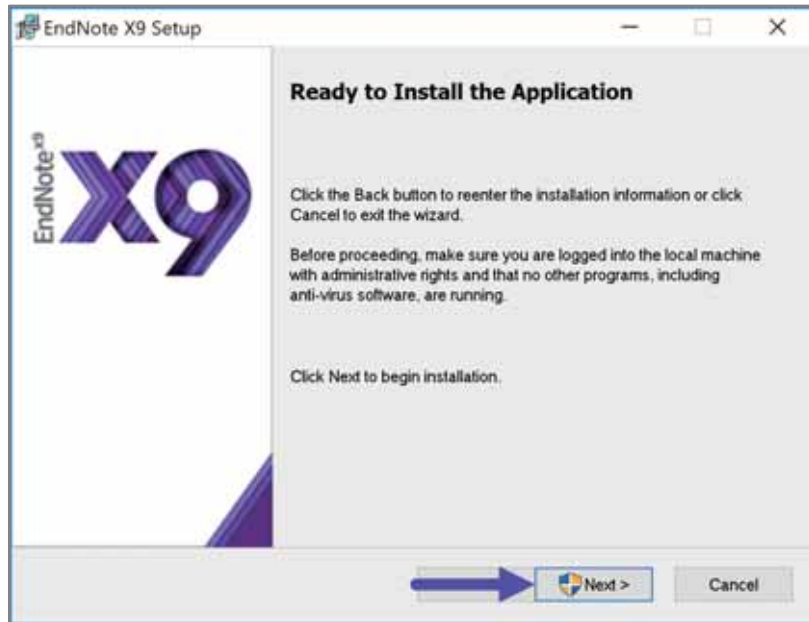 EndNote X9 Setup
Ready to Install the Application
EndNote X9
X9
Click the Back button to reenter the installation information or click
Cancel to exit the wizard.
Before proceeding, make sure you are logged into the local machine
with administrative rights and that no other programs, including
anti-virus software, are running.
Click Next to begin installation.
Next >
Cancel